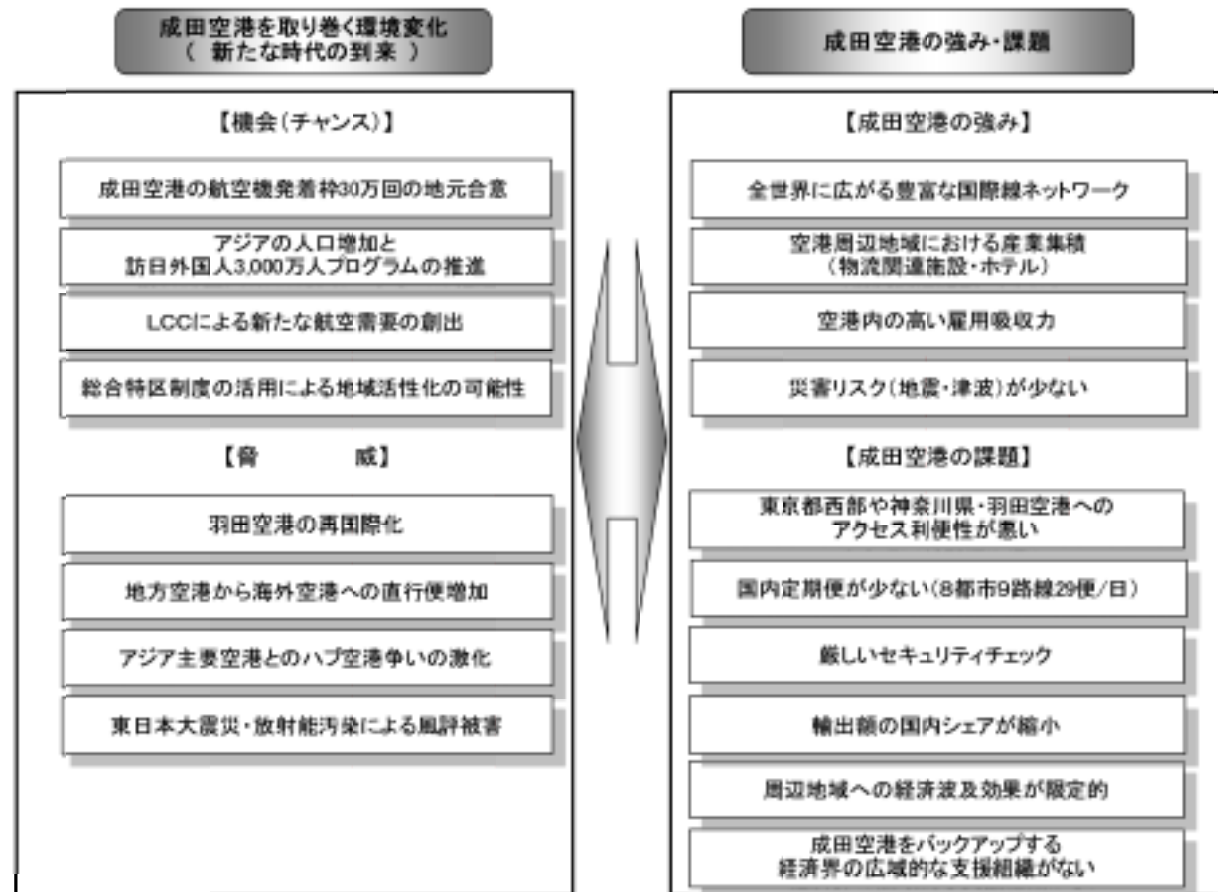 成田空港を取り巻く環境変化
( 新たな時代の到来 )
【機会(チャンス)】
成田空港の航空機発着枠30万回の地元合意
アジアの人口増加と
訪日外国人3,000万人プログラムの推進
LCCによる新たな航空需要の創出
総合特区制度の活用による地域活性化の可能性
【脅　　　威】
羽田空港の再国際化
地方空港から海外空港への直行便増加
アジア主要空港とのハブ空港争いの激化
東日本大震災・放射能汚染による風評被害
成田空港の強み・課題
【成田空港の強み】
全世界に広がる豊富な国際線ネットワーク
空港周辺地域における産業集積
(物流関連施設・ホテル)
空港内の高い雇用吸収力
災害リスク(地震・津波)が少ない
【成田空港の課題】
東京都西部や神奈川県・羽田空港への
アクセス利便性が悪い
国内定期便が少ない(8都市9路線29便/日)
厳しいセキュリティチェック
輸出額の国内シェアが縮小
周辺地域への経済波及効果が限定的
成田空港をバックアップする
経済界の広域的な支援組織がない